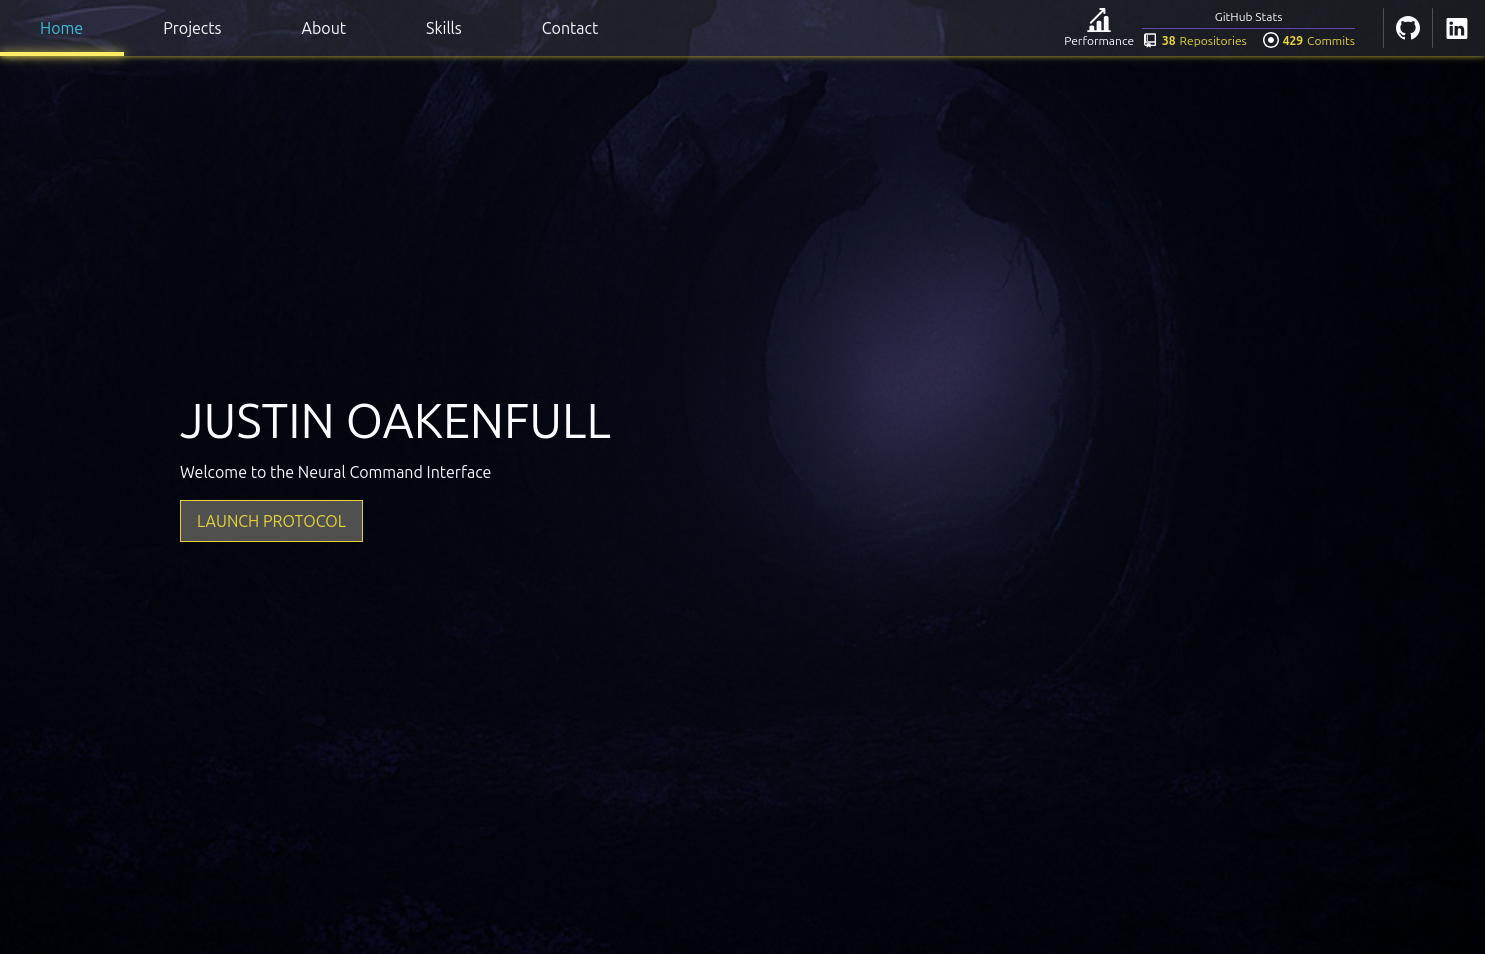 Home
Projects
About
Skills
Contact
Performance
GitHub Stats
38 Repositories
429 Commits
JUSTIN OAKENFULL
Welcome to the Neural Command Interface
LAUNCH PROTOCOL